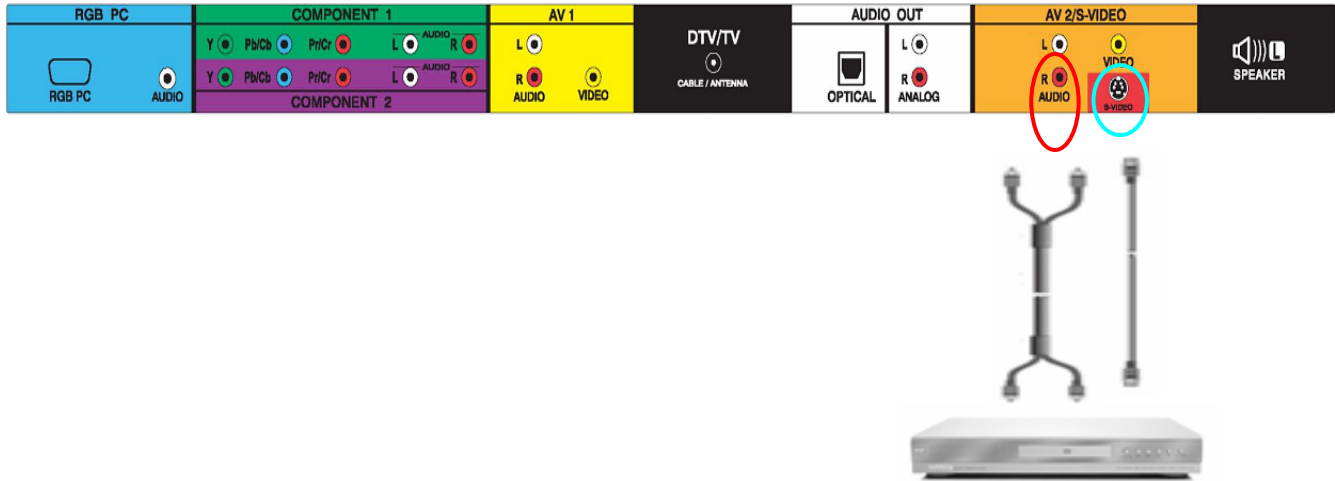 RGB PC
RGB PC
AUDIO
COMPONENT 1
Y Pb/Cb Pr/Cr L AUDIO R
Y Pb/Cb Pr/Cr L AUDIO R
COMPONENT 2
AV 1
L
R
AUDIO VIDEO
DTV/TV
CABLE / ANTENNA
AUDIO OUT
OPTICAL
L
R
ANALOG
AV 2/S-VIDEO
L
VIDEO
R
AUDIO
S-VIDEO
L
SPEAKER